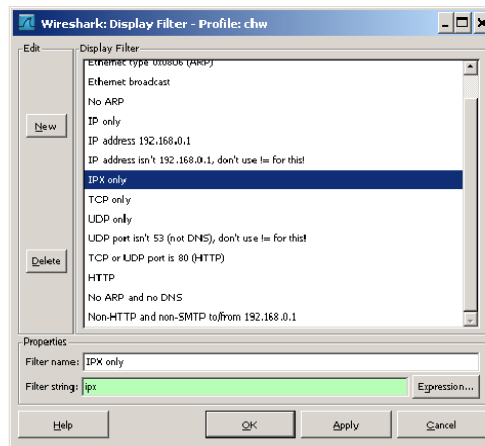 Wireshark: Display Filter - Profile: chw
Edit
Display Filter
Ethernet type 0x0806 (ARP)
Ethernet broadcast
No ARP
New
IP only
IP address 192.168.0.1
IP address isn't 192.168.0.1, don't use != for this!
IPX only
TCP only
UDP only
UDP port isn't 53 (not DNS), don't use != for this!
Delete
TCP or UDP port is 80 (HTTP)
HTTP
No ARP and no DNS
Non-HTTP and non-SMTP to/from 192.168.0.1
Properties
Filter name: IPX only
Filter string: ipx
Expression...
Help
OK
Apply
Cancel